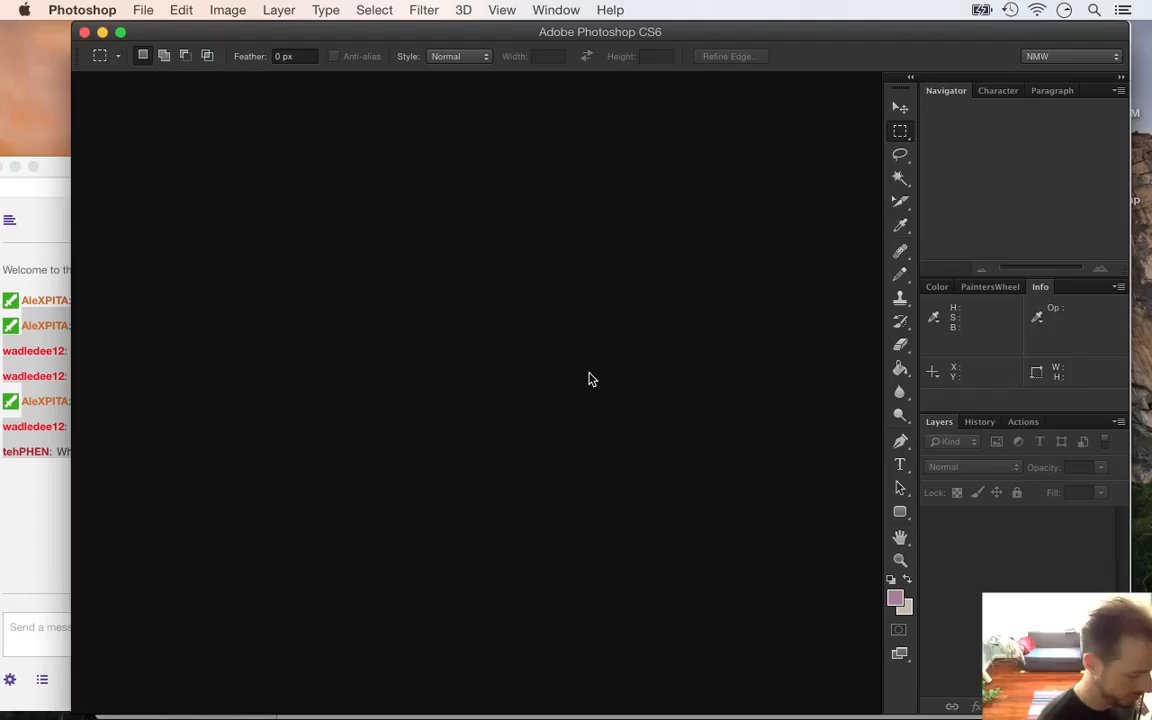 Photoshop File Edit Image Layer Type Select Filter 3D View Window Help
Adobe Photoshop CS6
Feather: 0 px Anti-alias Style: Normal Width: Height: Refine Edge... NMW
Navigator Character Paragraph
Welcome to th
AleXPITA:
AleXPITA:
wadledee12:
wadledee12:
AleXPITA:
wadledee12:
tehPHEN: Wh
Send a mess
Color PaintersWheel Info
H:
S:
B:
Op:
X:
Y:
W:
H:
Layers History Actions
Kind
Normal Opacity:
Lock: Fill:
fx
M
ap